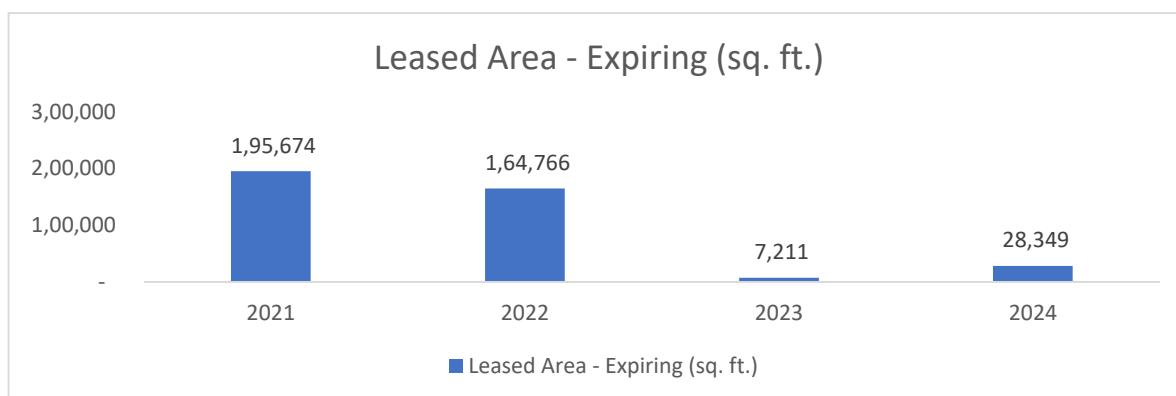 Leased Area - Expiring (sq. ft.)
3,00,000
2,00,000
1,00,000
-
1,95,674
1,64,766
7,211
28,349
2021 2022 2023 2024
Leased Area - Expiring (sq. ft.)